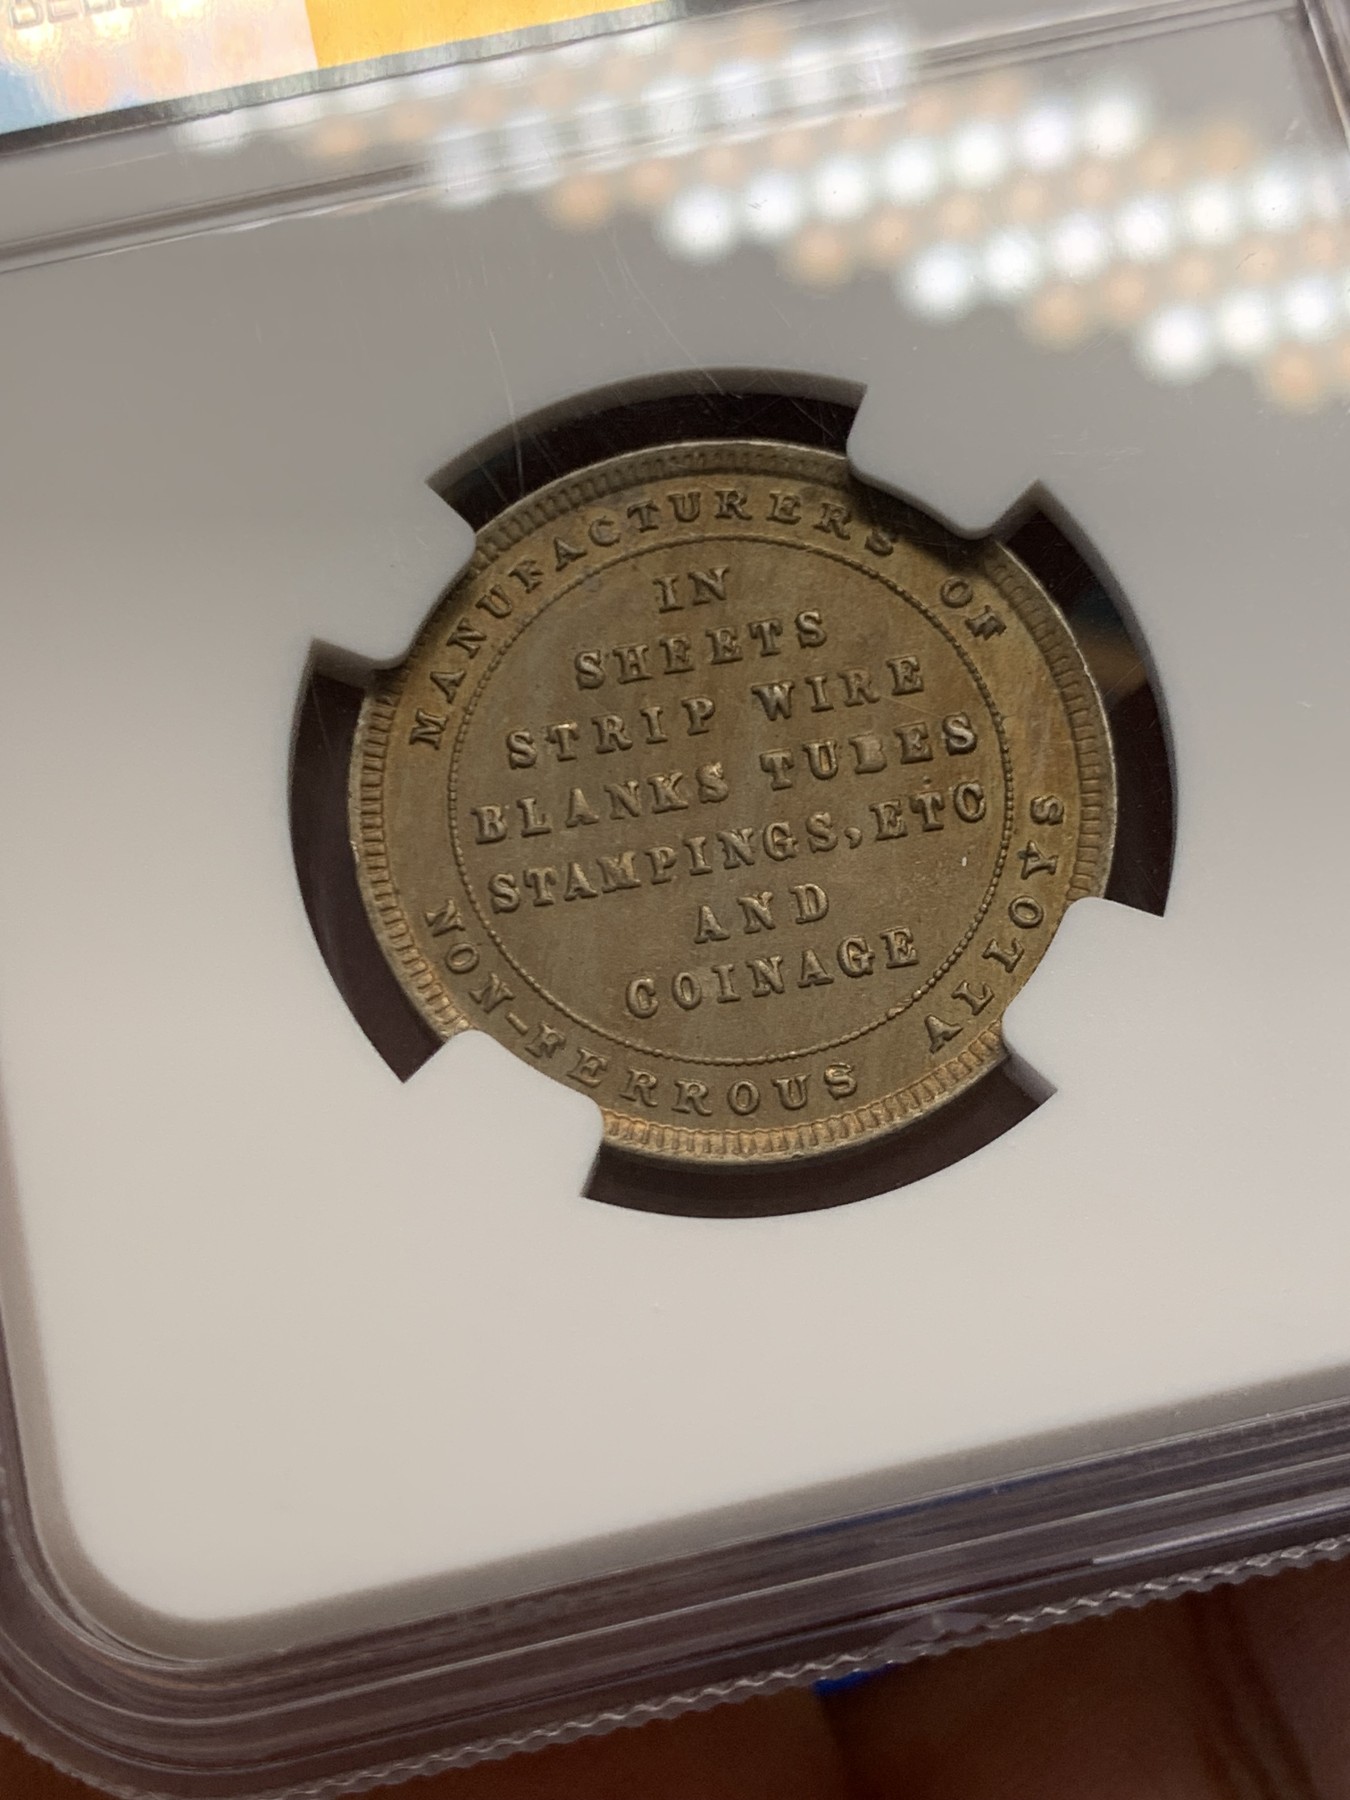 MANUFACTURERS OF
NON-FERROUS ALLOYS
IN
SHEETS
STRIP WIRE
BLANKS TUBES
STAMPINGS, ETC
AND
COINAGE